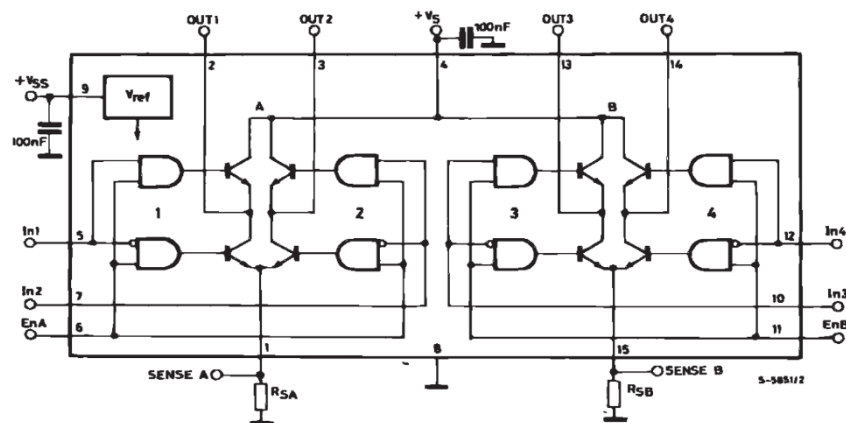 OUT1 OUT2 +VS 100nF OUT3 OUT4
2 3 4 13 14
+VSS 9 Vref
100nF
A B
1 2 3 4
In1 5 12 In4
In2 7 10 In3
EnA 6 11 EnB
1 8 15
SENSE A SENSE B S-5851/2
RSA RSB